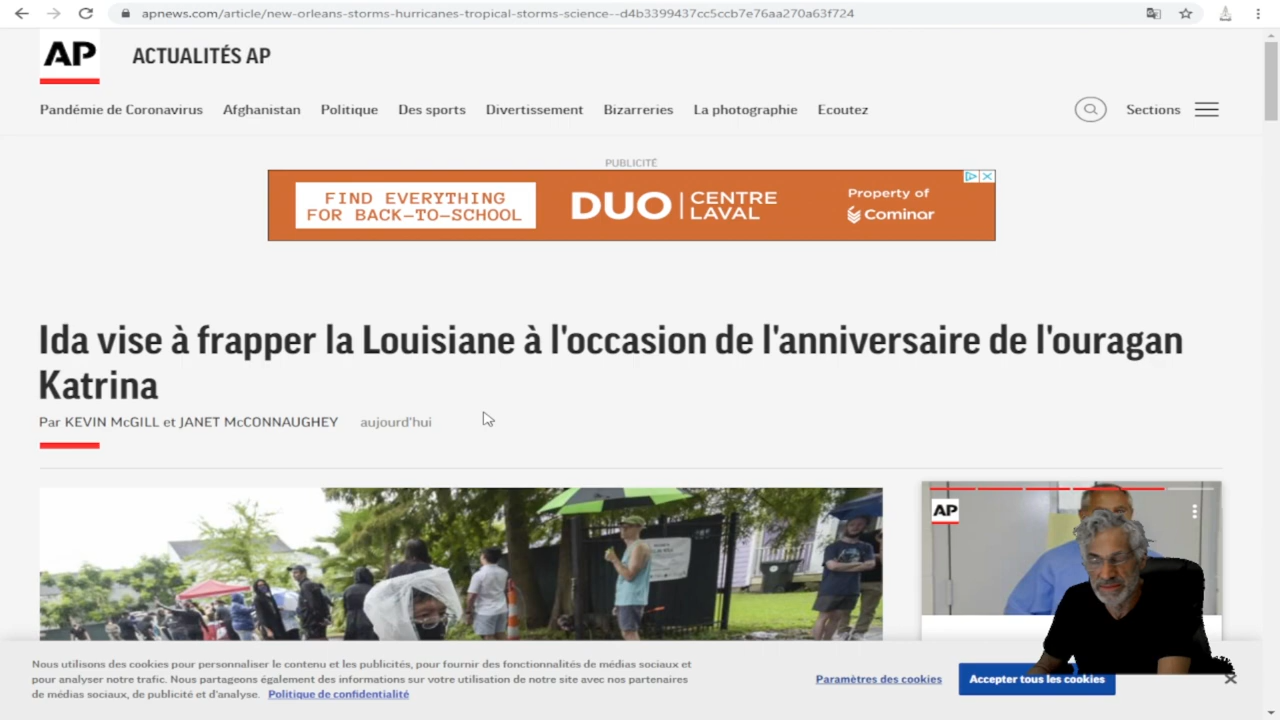 apnews.com/article/new-orleans-storms-hurricanes-tropical-storms-science--d4b3399437cc5ccb7e76aa270a63f724
AP ACTUALITÉS AP
Pandémie de Coronavirus Afghanistan Politique Des sports Divertissement Bizarreries La photographie Ecoutez Sections
PUBLICITÉ
FIND EVERYTHING
FOR BACK-TO-SCHOOL
DUO CENTRE
LAVAL
Property of
Cominar
Ida vise à frapper la Louisiane à l'occasion de l'anniversaire de l'ouragan
Katrina
Par KEVIN McGILL et JANET McCONNAUGHEY aujourd'hui
AP
Nous utilisons des cookies pour personnaliser le contenu et les publicités, pour fournir des fonctionnalités de médias sociaux et
pour analyser notre trafic. Nous partageons également des informations sur votre utilisation de notre site avec nos partenaires
de médias sociaux, de publicité et d'analyse. Politique de confidentialité
Paramètres des cookies
Accepter tous les cookies